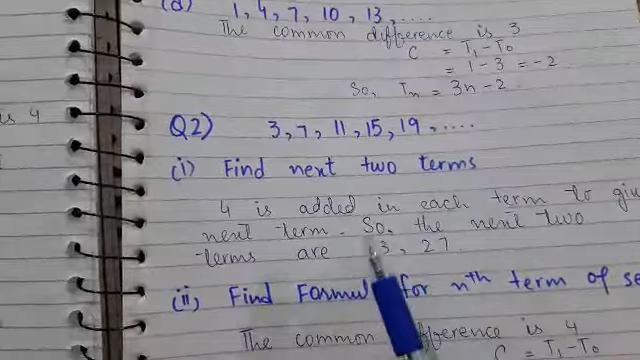 (d) 1, 4, 7, 10, 13, ....
The common difference is 3
C = T₁ - T₀
= 1 - 3 = -2
So, Tn = 3n - 2
is 4
Q2) 3, 7, 11, 15, 19, ....
(i) Find next two terms
4 is added in each term to
next term. So, the next two
terms are 3, 27
(ii) Find for nth term of
The common is 4
C = T₁ - T₀